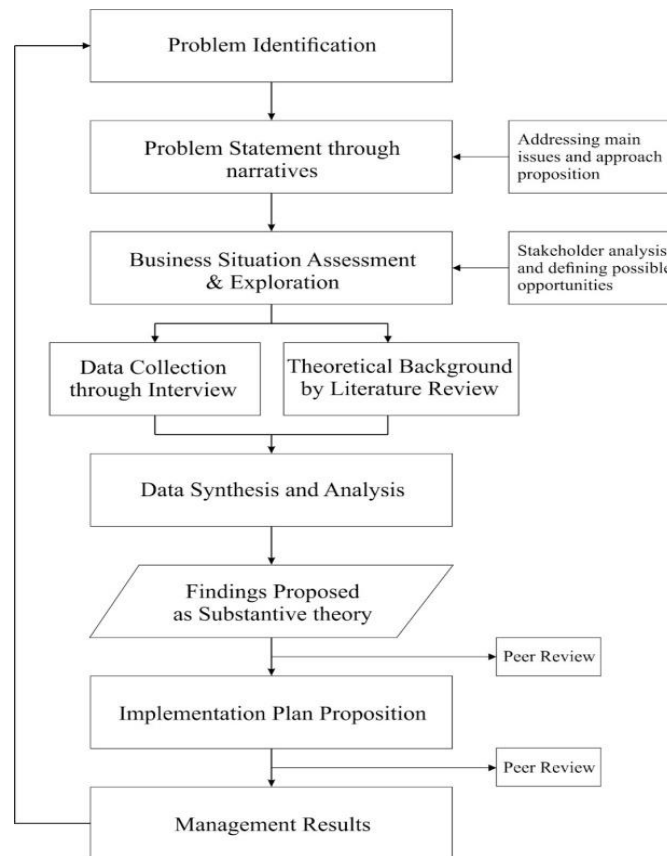 Problem Identification
Problem Statement through
narratives
Addressing main
issues and approach
proposition
Business Situation Assessment
& Exploration
Stakeholder analysis
and defining possible
opportunities
Data Collection
through Interview
Theoretical Background
by Literature Review
Data Synthesis and Analysis
Findings Proposed
as Substantive theory
Peer Review
Implementation Plan Proposition
Peer Review
Management Results